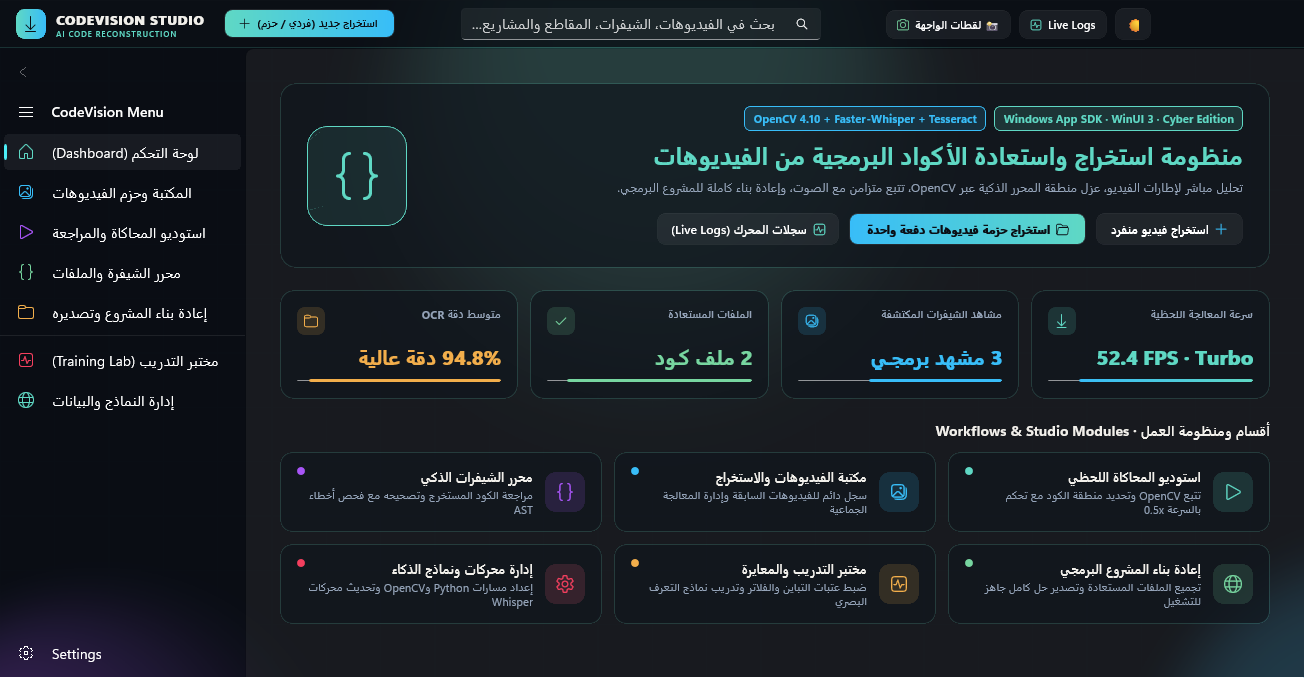 CODEVISION STUDIO
AI CODE RECONSTRUCTION
استخراج جديد (فردي / حزم)
بحث في الفيديوهات، الشيفرات، المقاطع والمشاريع...
لقطات الواجهة
Live Logs
CodeVision Menu
لوحة التحكم (Dashboard)
المكتبة وحزم الفيديوهات
استوديو المحاكاة والمراجعة
محرر الشيفرة والملفات
إعادة بناء المشروع وتصديره
مختبر التدريب (Training Lab)
إدارة النماذج والبيانات
Settings
Windows App SDK · WinUI 3 · Cyber Edition
OpenCV 4.10 + Faster-Whisper + Tesseract
منظومة استخراج واستعادة الأكواد البرمجية من الفيديوهات
تحليل مباشر لإطارات الفيديو، عزل منطقة المحرر الذكية عبر OpenCV، تتبع متزامن مع الصوت، وإعادة بناء كاملة للمشروع البرمجي.
استخراج فيديو منفرد
استخراج حزمة فيديوهات دفعة واحدة
سجلات المحرك (Live Logs)
سرعة المعالجة اللحظية
52.4 FPS · Turbo
مشاهد الشيفرات المكتشفة
3 مشهد برمجي
الملفات المستعادة
2 ملف كود
متوسط دقة OCR
94.8% دقة عالية
أقسام ومنظومة العمل · Workflows & Studio Modules
استوديو المحاكاة اللحظي
تتبع OpenCV وتحديد منطقة الكود مع تحكم
بالسرعة 0.5x
مكتبة الفيديوهات والاستخراج
سجل دائم للفيديوهات السابقة وإدارة المعالجة
الجماعية
محرر الشيفرات الذكي
مراجعة الكود المستخرج وتصحيحه مع فحص أخطاء
AST
إعادة بناء المشروع البرمجي
تجميع الملفات المستعادة وتصدير حل كامل جاهز
للتشغيل
مختبر التدريب والمعايرة
ضبط عتبات التباين والفلاتر وتدريب نماذج التعرف
البصري
إدارة محركات ونماذج الذكاء
إعداد مسارات Python وOpenCV وتحديث محركات
Whisper